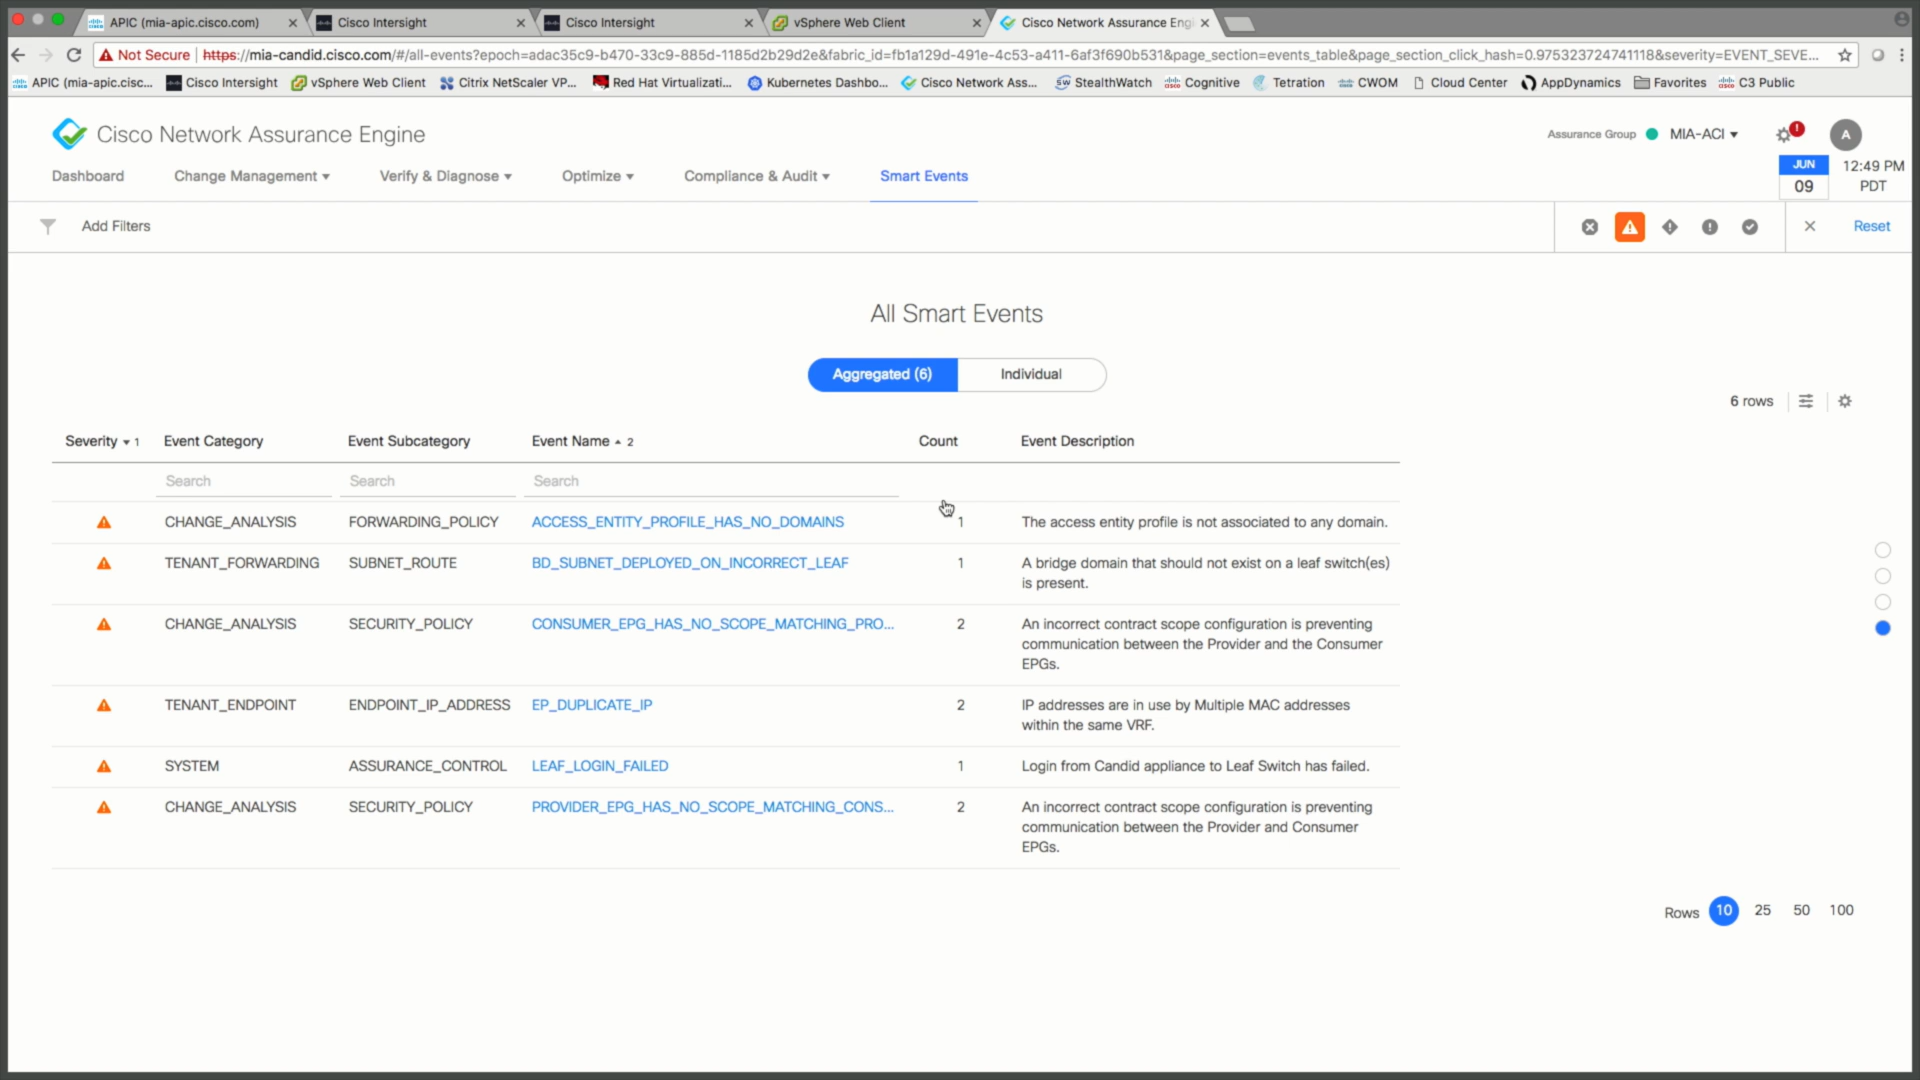 APIC (mia-apic.cisco.com)
Cisco Intersight
Cisco Intersight
vSphere Web Client
Cisco Network Assurance Eng
Not Secure | https://mia-candid.cisco.com/#/all-events?epoch=adac35c9-b470-33c9-885d-1185d2b29d2e&fabric_id=fb1a129d-491e-4c53-a411-6af3f690b531&page_section=events_table&page_section_click_hash=0.975323724741118&severity=EVENT_SEVE...
APIC (mia-apic.cisc... Cisco Intersight vSphere Web Client Citrix NetScaler VP... Red Hat Virtualizati... Kubernetes Dashbo... Cisco Network Ass... StealthWatch Cognitive Tetration CWOM Cloud Center AppDynamics Favorites C3 Public
Cisco Network Assurance Engine
Assurance Group MIA-ACI
A
Dashboard Change Management Verify & Diagnose Optimize Compliance & Audit Smart Events
JUN
09
12:49 PM
PDT
Add Filters
Reset
All Smart Events
Aggregated (6) Individual
6 rows
Severity 1 Event Category Event Subcategory Event Name 2 Count Event Description
Search Search Search
CHANGE_ANALYSIS FORWARDING_POLICY ACCESS_ENTITY_PROFILE_HAS_NO_DOMAINS 1 The access entity profile is not associated to any domain.
TENANT_FORWARDING SUBNET_ROUTE BD_SUBNET_DEPLOYED_ON_INCORRECT_LEAF 1 A bridge domain that should not exist on a leaf switch(es)
is present.
CHANGE_ANALYSIS SECURITY_POLICY CONSUMER_EPG_HAS_NO_SCOPE_MATCHING_PRO... 2 An incorrect contract scope configuration is preventing
communication between the Provider and the Consumer
EPGs.
TENANT_ENDPOINT ENDPOINT_IP_ADDRESS EP_DUPLICATE_IP 2 IP addresses are in use by Multiple MAC addresses
within the same VRF.
SYSTEM ASSURANCE_CONTROL LEAF_LOGIN_FAILED 1 Login from Candid appliance to Leaf Switch has failed.
CHANGE_ANALYSIS SECURITY_POLICY PROVIDER_EPG_HAS_NO_SCOPE_MATCHING_CONS... 2 An incorrect contract scope configuration is preventing
communication between the Provider and Consumer
EPGs.
Rows 10 25 50 100